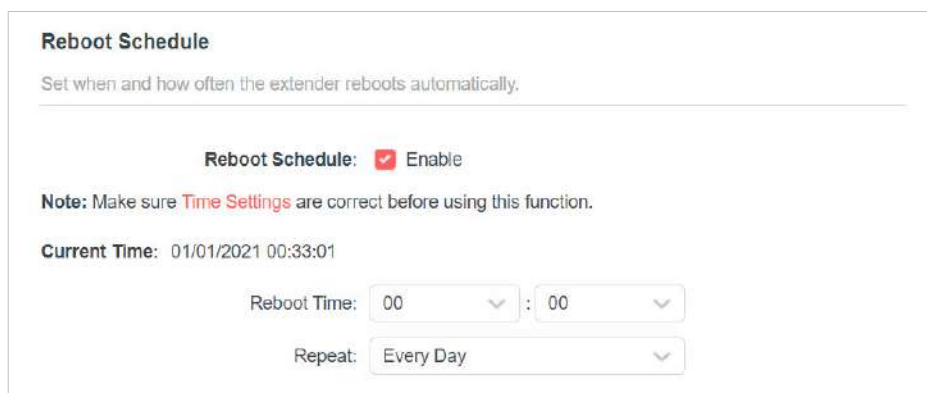 Reboot Schedule
Set when and how often the extender reboots automatically.
Reboot Schedule: Enable
Note: Make sure Time Settings are correct before using this function.
Current Time: 01/01/2021 00:33:01
Reboot Time: 00 : 00
Repeat: Every Day